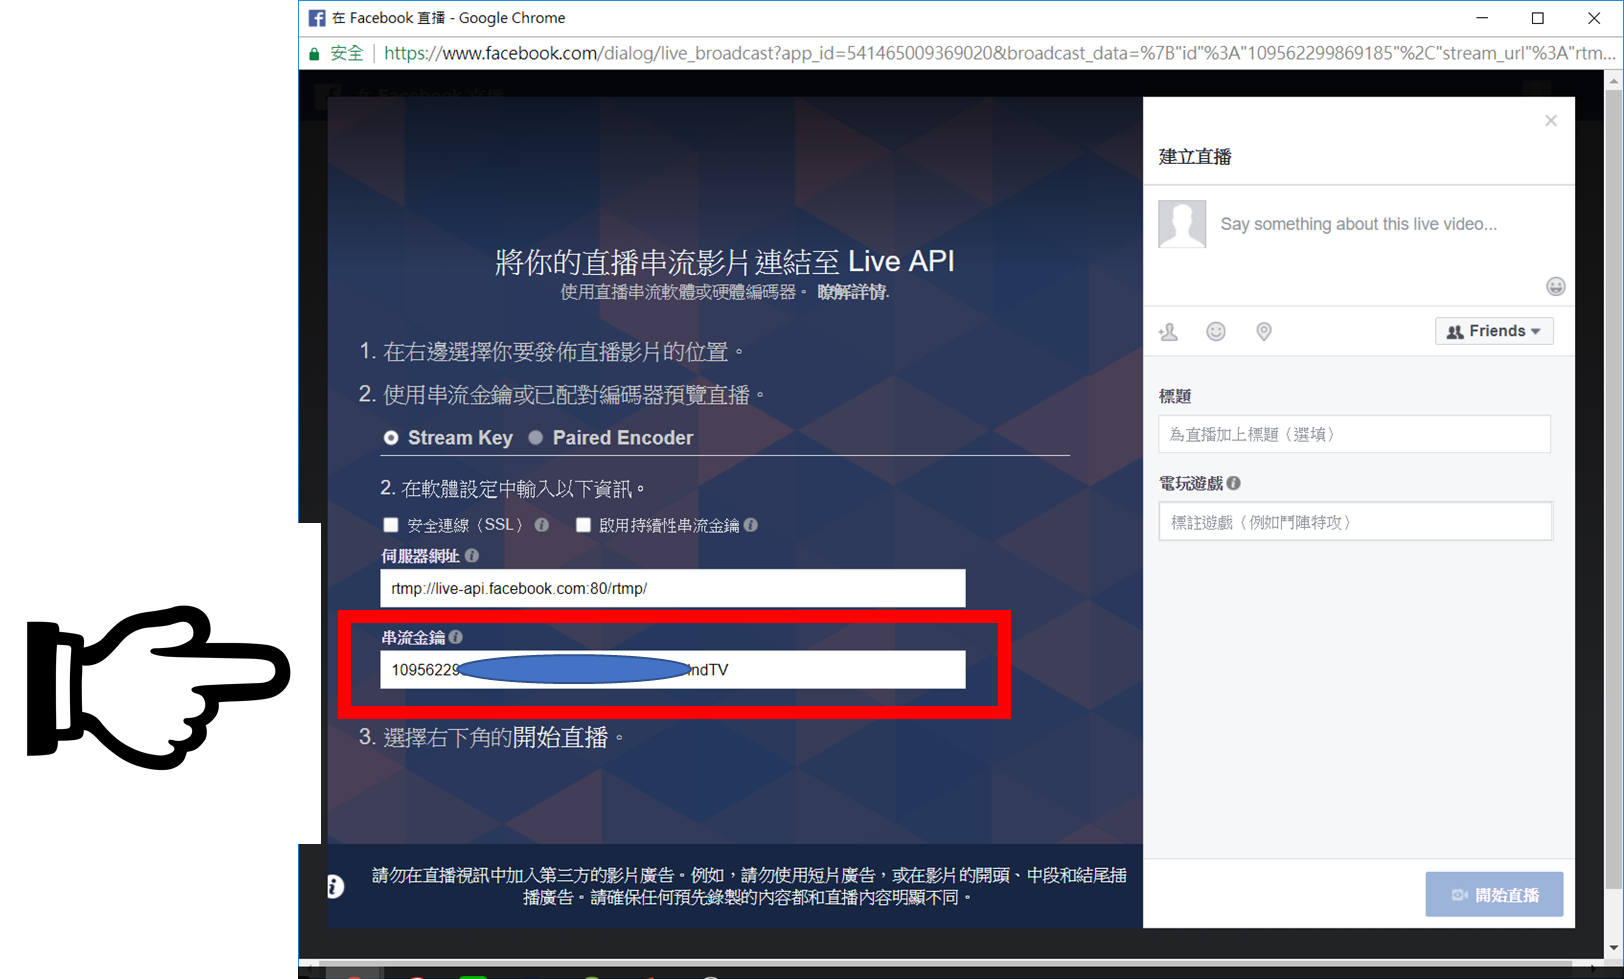 在 Facebook 直播 - Google Chrome
安全 | https://www.facebook.com/dialog/live_broadcast?app_id=541465009369020&broadcast_data=%7B"id"%3A"109562299869185"%2C"stream_url"%3A"rtm...
在 Facebook 直播
將你的直播串流影片連結至 Live API
使用直播串流軟體或硬體編碼器。 瞭解詳情.
1. 在右邊選擇你要發佈直播影片的位置。
2. 使用串流金鑰或已配對編碼器預覽直播。
Stream Key Paired Encoder
2. 在軟體設定中輸入以下資訊。
安全連線（SSL） 啟用持續性串流金鑰
伺服器網址
rtmp://live-api.facebook.com:80/rtmp/
串流金鑰
10956229 ndTV
3. 選擇右下角的開始直播。
請勿在直播視訊中加入第三方的影片廣告。例如，請勿使用短片廣告，或在影片的開頭、中段和結尾插
播廣告。請確保任何預先錄製的內容都和直播內容明顯不同。
建立直播
Say something about this live video...
Friends
標題
為直播加上標題（選填）
電玩遊戲
標註遊戲（例如鬥陣特攻）
開始直播